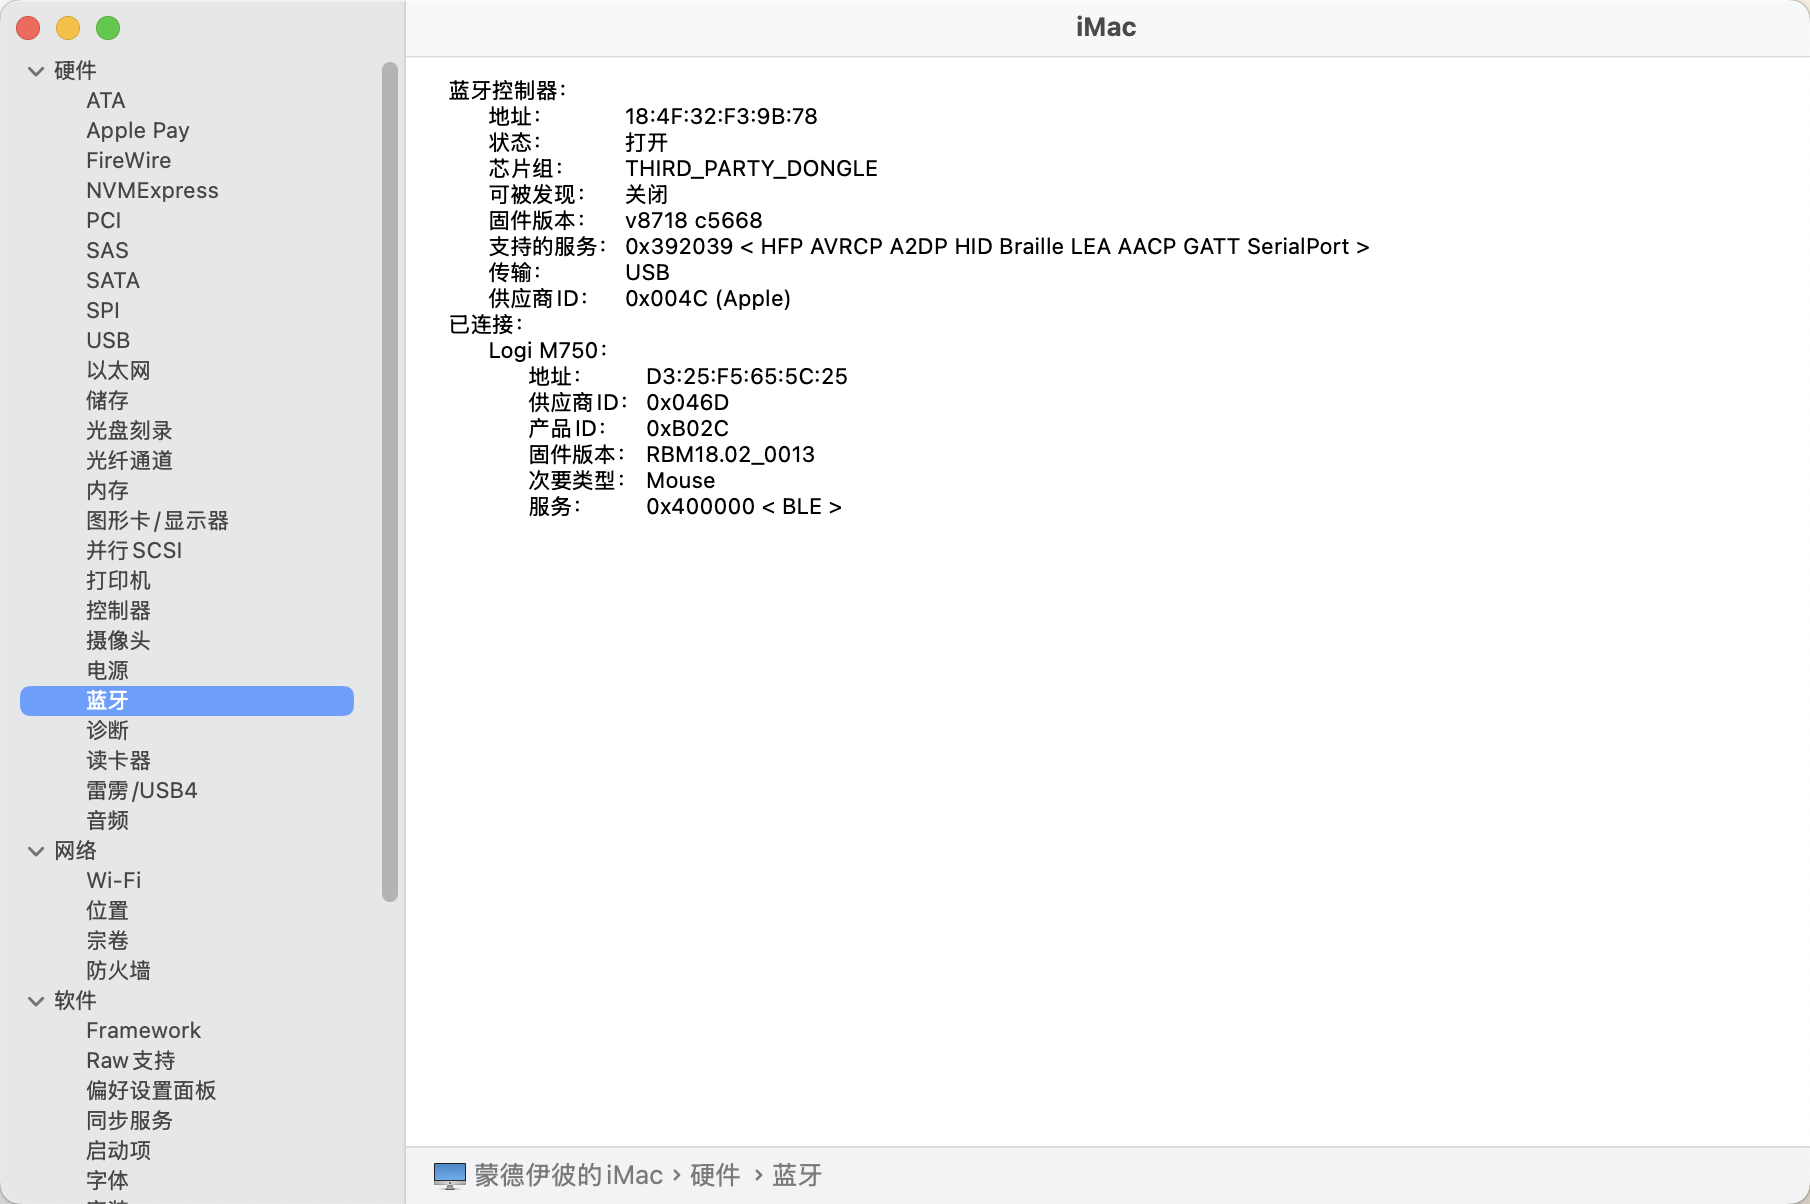 iMac
硬件
ATA
Apple Pay
FireWire
NVMExpress
PCI
SAS
SATA
SPI
USB
以太网
储存
光盘刻录
光纤通道
内存
图形卡/显示器
并行SCSI
打印机
控制器
摄像头
电源
蓝牙
诊断
读卡器
雷雳/USB4
音频
网络
Wi-Fi
位置
宗卷
防火墙
软件
Framework
Raw支持
偏好设置面板
同步服务
启动项
字体
蓝牙控制器：
地址： 18:4F:32:F3:9B:78
状态： 打开
芯片组： THIRD_PARTY_DONGLE
可被发现： 关闭
固件版本： v8718 c5668
支持的服务： 0x392039 < HFP AVRCP A2DP HID Braille LEA AACP GATT SerialPort >
传输： USB
供应商ID： 0x004C (Apple)
已连接：
Logi M750：
地址： D3:25:F5:65:5C:25
供应商ID： 0x046D
产品ID： 0xB02C
固件版本： RBM18.02_0013
次要类型： Mouse
服务： 0x400000 < BLE >
蒙德伊彼的iMac › 硬件 › 蓝牙